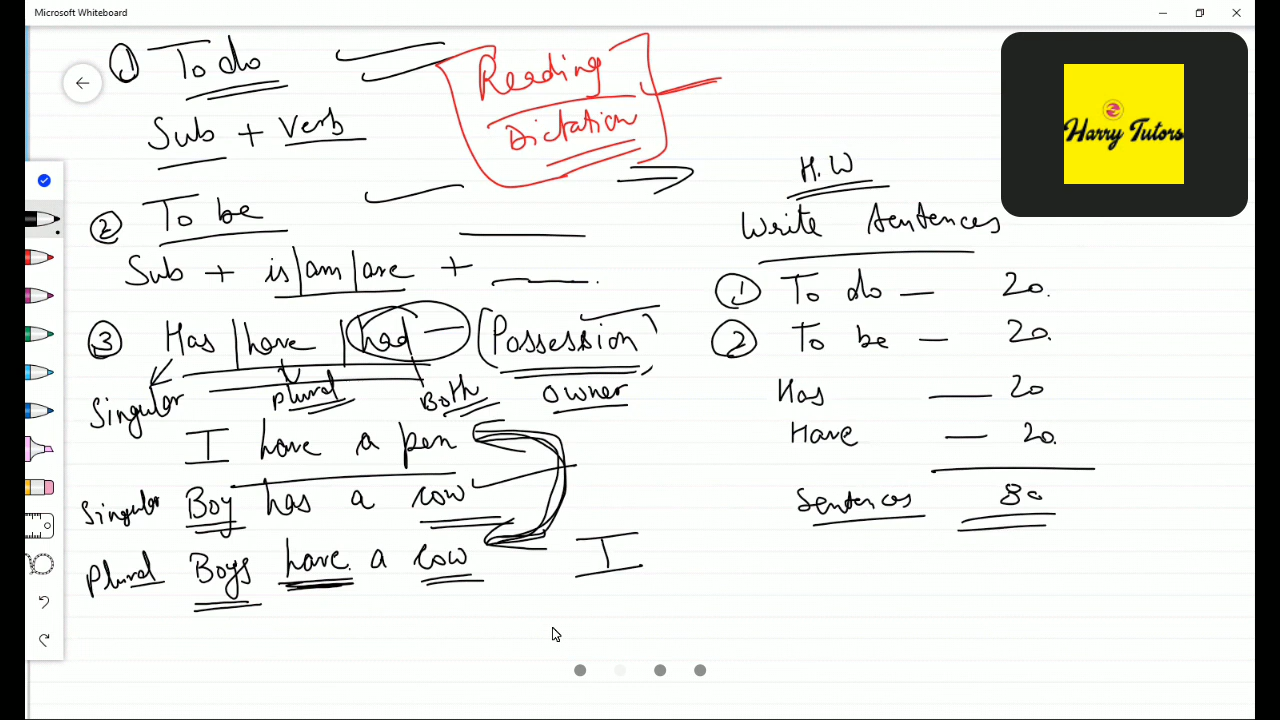 Microsoft Whiteboard
① To do
Reading
Dictation
Sub + Verb
② To be
Sub + is|am|are +
③ Has|have|had — (Possession)
Singular Plural Both owner
I have a pen
Singular Boy has a cow
Plural Boys have a cow
I
H.W
Write Sentences
① To do — 20.
② To be — 20.
Has — 20
Have — 20.
Sentences 80
Harry Tutors